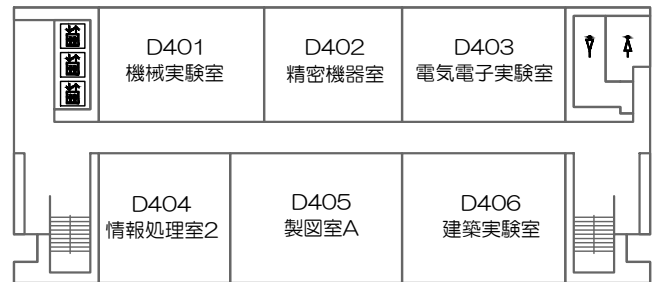 D401
機械実験室
D402
精密機器室
D403
電気電子実験室
D404
情報処理室2
D405
製図室A
D406
建築実験室